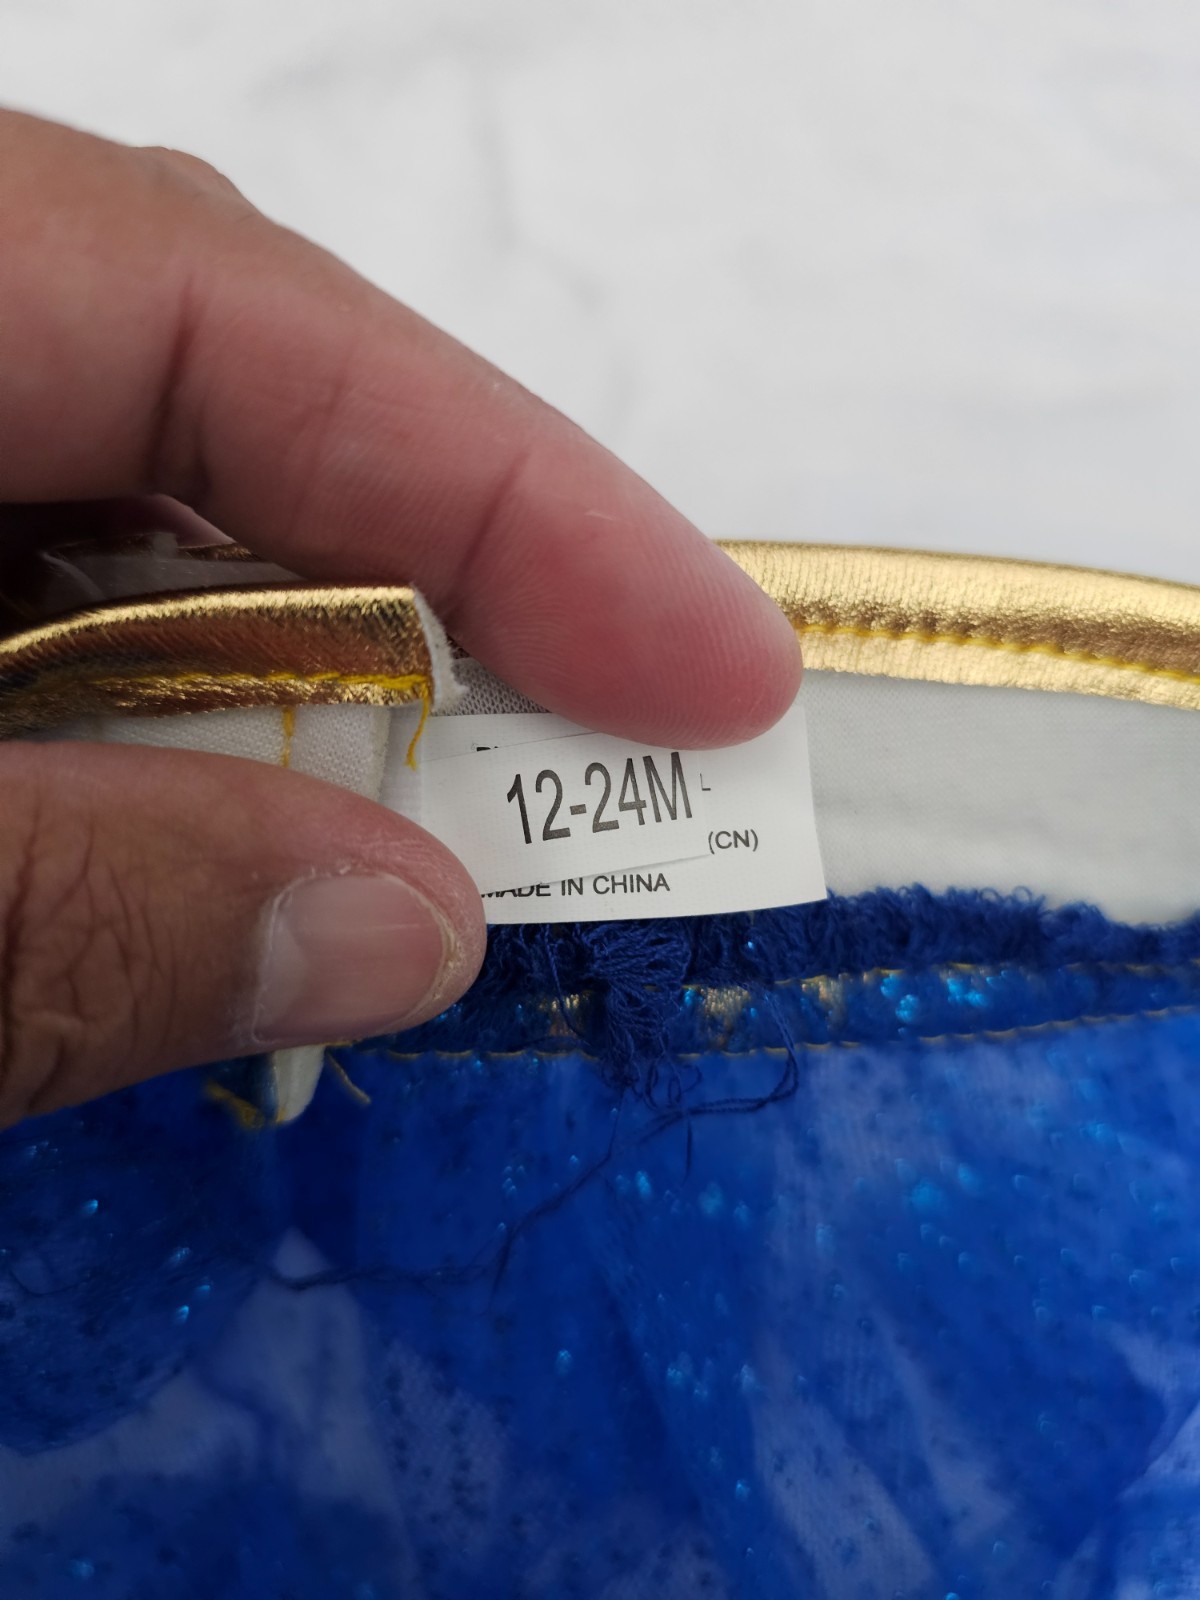 12-24M
L
(CN)
MADE IN CHINA